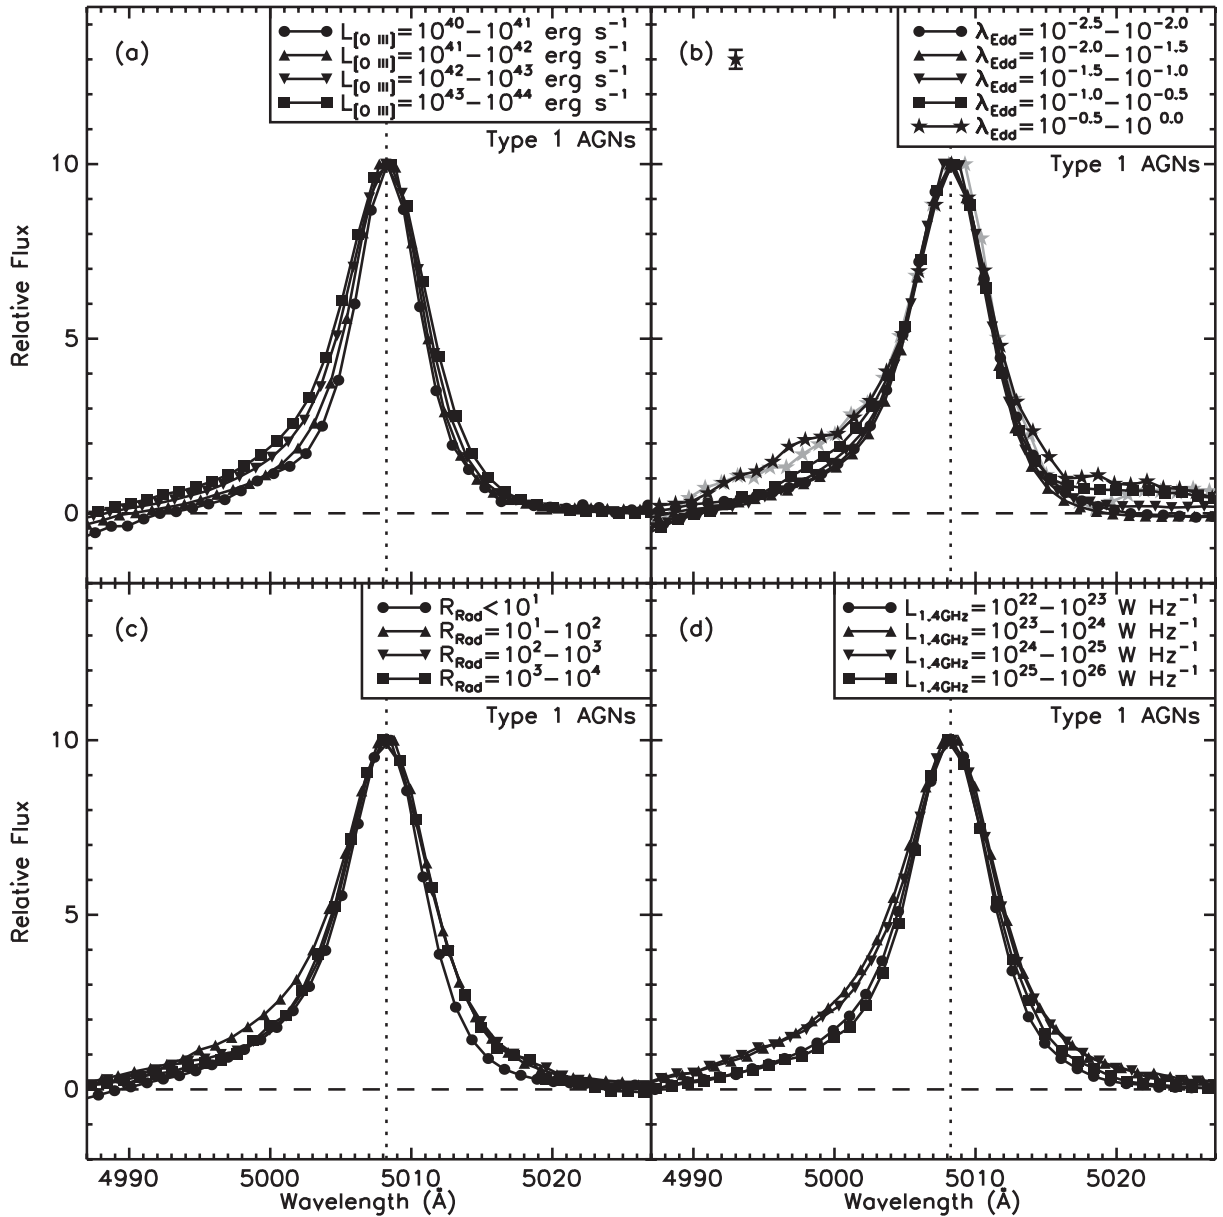 (a)
L[O III]=10^40−10^41 erg s^−1
L[O III]=10^41−10^42 erg s^−1
L[O III]=10^42−10^43 erg s^−1
L[O III]=10^43−10^44 erg s^−1
Type 1 AGNs
(b)
λEdd=10^−2.5−10^−2.0
λEdd=10^−2.0−10^−1.5
λEdd=10^−1.5−10^−1.0
λEdd=10^−1.0−10^−0.5
λEdd=10^−0.5−10^0.0
Type 1 AGNs
10
5
0
Relative Flux
(c)
RRad<10^1
RRad=10^1−10^2
RRad=10^2−10^3
RRad=10^3−10^4
Type 1 AGNs
(d)
L1.4GHz=10^22−10^23 W Hz^−1
L1.4GHz=10^23−10^24 W Hz^−1
L1.4GHz=10^24−10^25 W Hz^−1
L1.4GHz=10^25−10^26 W Hz^−1
Type 1 AGNs
10
5
0
Relative Flux
4990 5000 5010 5020
Wavelength (Å)
4990 5000 5010 5020
Wavelength (Å)